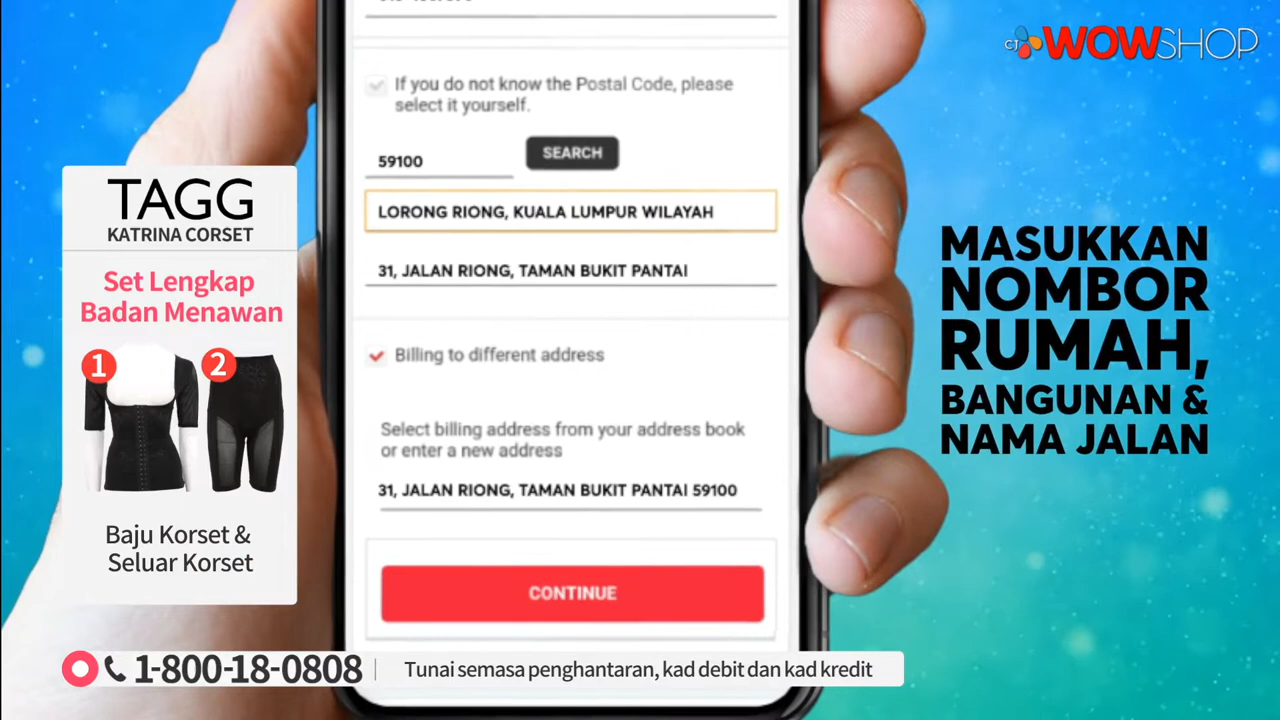 CJ WOWSHOP
If you do not know the Postal Code, please
select it yourself.
59100
SEARCH
LORONG RIONG, KUALA LUMPUR WILAYAH
31, JALAN RIONG, TAMAN BUKIT PANTAI
Billing to different address
Select billing address from your address book
or enter a new address
31, JALAN RIONG, TAMAN BUKIT PANTAI 59100
CONTINUE
TAGG
KATRINA CORSET
Set Lengkap
Badan Menawan
1
2
Baju Korset &
Seluar Korset
MASUKKAN
NOMBOR
RUMAH,
BANGUNAN &
NAMA JALAN
1-800-18-0808
Tunai semasa penghantaran, kad debit dan kad kredit